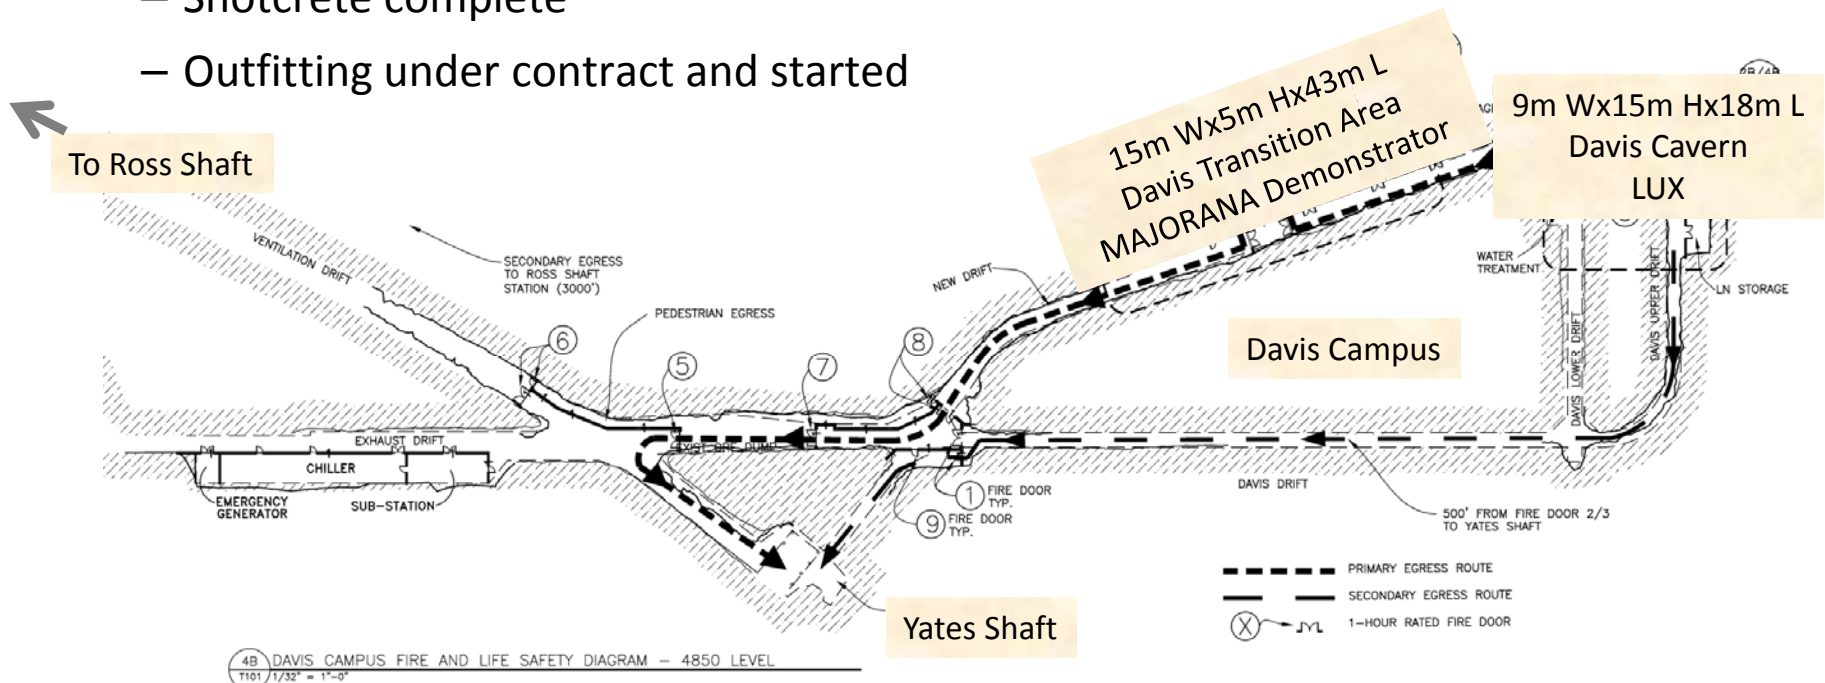 – Shotcrete complete
– Outfitting under contract and started
To Ross Shaft
15m Wx5m Hx43m L
Davis Transition Area
MAJORANA Demonstrator
9m Wx15m Hx18m L
Davis Cavern
LUX
2B/4B
VENTILATION DRIFT
SECONDARY EGRESS
TO ROSS SHAFT
STATION (3000')
NEW DRIFT
WATER
TREATMENT
LN STORAGE
PEDESTRIAN EGRESS
DAVIS UPPER DRIFT
DAVIS LOWER DRIFT
Davis Campus
6
5
7
8
EXHAUST DRIFT
EXIST ORE DUMP
CHILLER
EMERGENCY
GENERATOR
SUB-STATION
1 FIRE DOOR
TYP.
9 FIRE DOOR
TYP.
DAVIS DRIFT
500' FROM FIRE DOOR 2/3
TO YATES SHAFT
PRIMARY EGRESS ROUTE
SECONDARY EGRESS ROUTE
X 1-HOUR RATED FIRE DOOR
Yates Shaft
4B DAVIS CAMPUS FIRE AND LIFE SAFETY DIAGRAM – 4850 LEVEL
T101 1/32" = 1'-0"